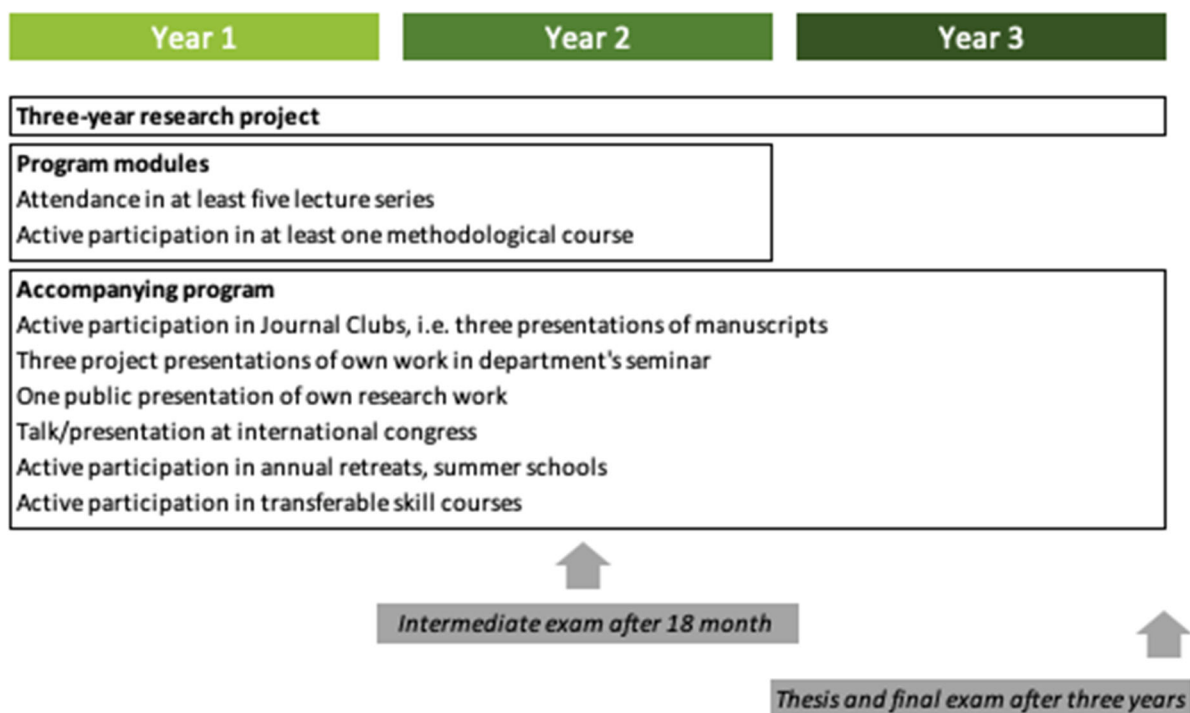 Year 1 Year 2 Year 3
Three-year research project
Program modules
Attendance in at least five lecture series
Active participation in at least one methodological course
Accompanying program
Active participation in Journal Clubs, i.e. three presentations of manuscripts
Three project presentations of own work in department's seminar
One public presentation of own research work
Talk/presentation at international congress
Active participation in annual retreats, summer schools
Active participation in transferable skill courses
Intermediate exam after 18 month
Thesis and final exam after three years